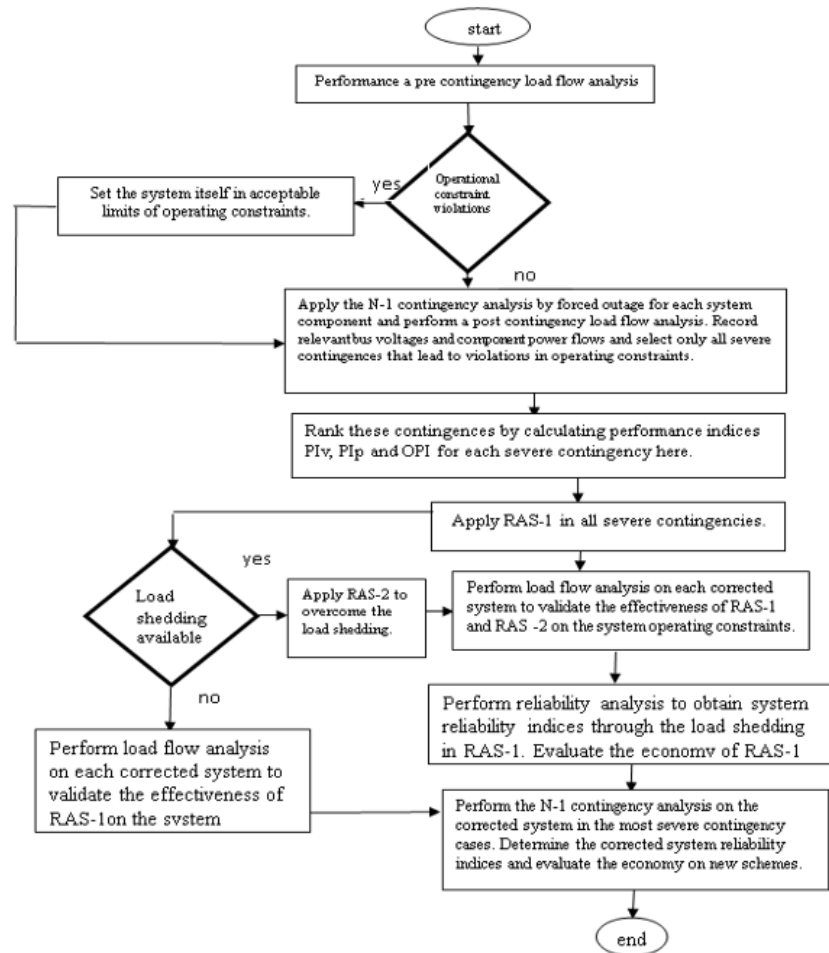 start
Performance a pre contingency load flow analysis
Operational
constraint
violations
yes
Set the system itself in acceptable
limits of operating constraints.
no
Apply the N-1 contingency analysis by forced outage for each system
component and perform a post contingency load flow analysis. Record
relevantbus voltages and component power flows and select only all severe
contingences that lead to violations in operating constraints.
Rank these contingences by calculating performance indices
PIv, PIp and OPI for each severe contingency here.
Apply RAS-1 in all severe contingencies.
Load
shedding
available
yes
Apply RAS-2 to
overcome the
load shedding.
Perform load flow analysis on each corrected
system to validate the effectiveness of RAS-1
and RAS -2 on the system operating constraints.
no
Perform load flow analysis
on each corrected system to
validate the effectiveness of
RAS-1on the system
Perform reliability analysis to obtain system
reliability indices through the load shedding
in RAS-1. Evaluate the economy of RAS-1
Perform the N-1 contingency analysis on the
corrected system in the most severe contingency
cases. Determine the corrected system reliability
indices and evaluate the economy on new schemes.
end